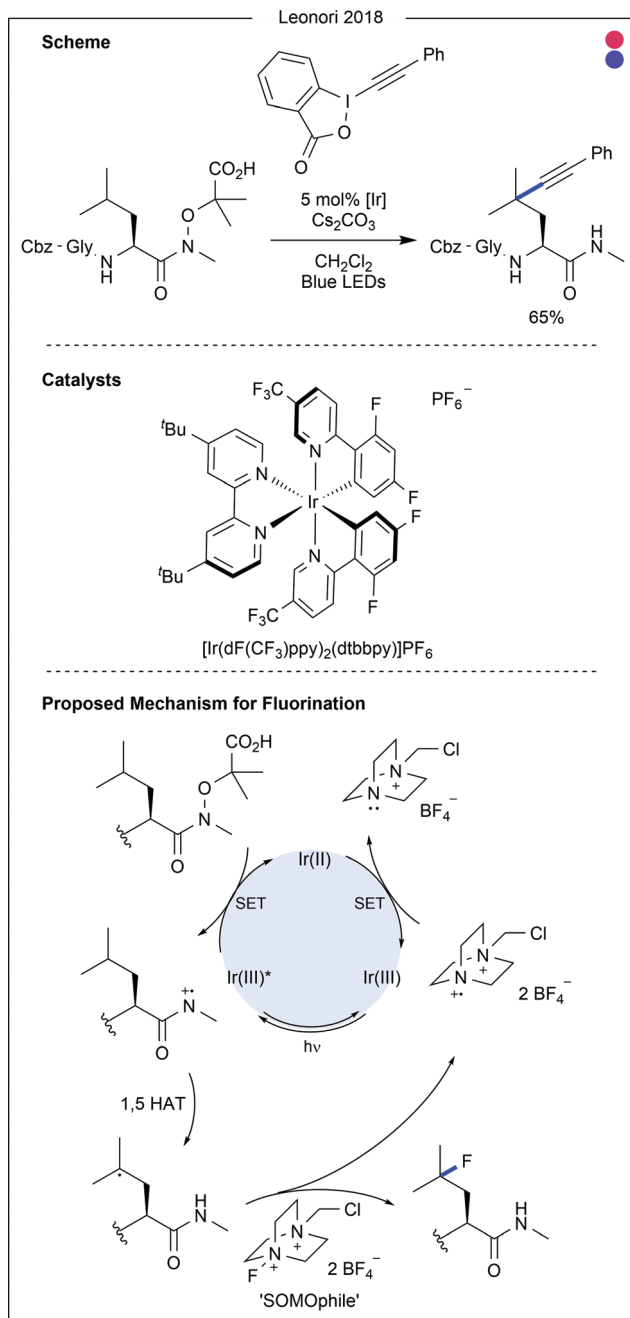 Leonori 2018
Scheme
Ph
I
O
O
CO₂H
O
N
Cbz - Gly
N
H
O
5 mol% [Ir]
Cs₂CO₃
CH₂Cl₂
Blue LEDs
Ph
Cbz - Gly
N
H
H
N
O
65%
Catalysts
F₃C
F
PF₆⁻
ᵗBu
N
N
F
Ir
N
N
F
ᵗBu
F₃C
F
[Ir(dF(CF₃)ppy)₂(dtbbpy)]PF₆
Proposed Mechanism for Fluorination
CO₂H
O
N
O
Cl
N
+
N
••
BF₄⁻
Ir(II)
SET
SET
Ir(III)*
Ir(III)
hν
+•
N
O
Cl
N
+
N
+•
2 BF₄⁻
1,5 HAT
•
H
N
O
Cl
N
+
N
+
F
2 BF₄⁻
'SOMOphile'
F
H
N
O